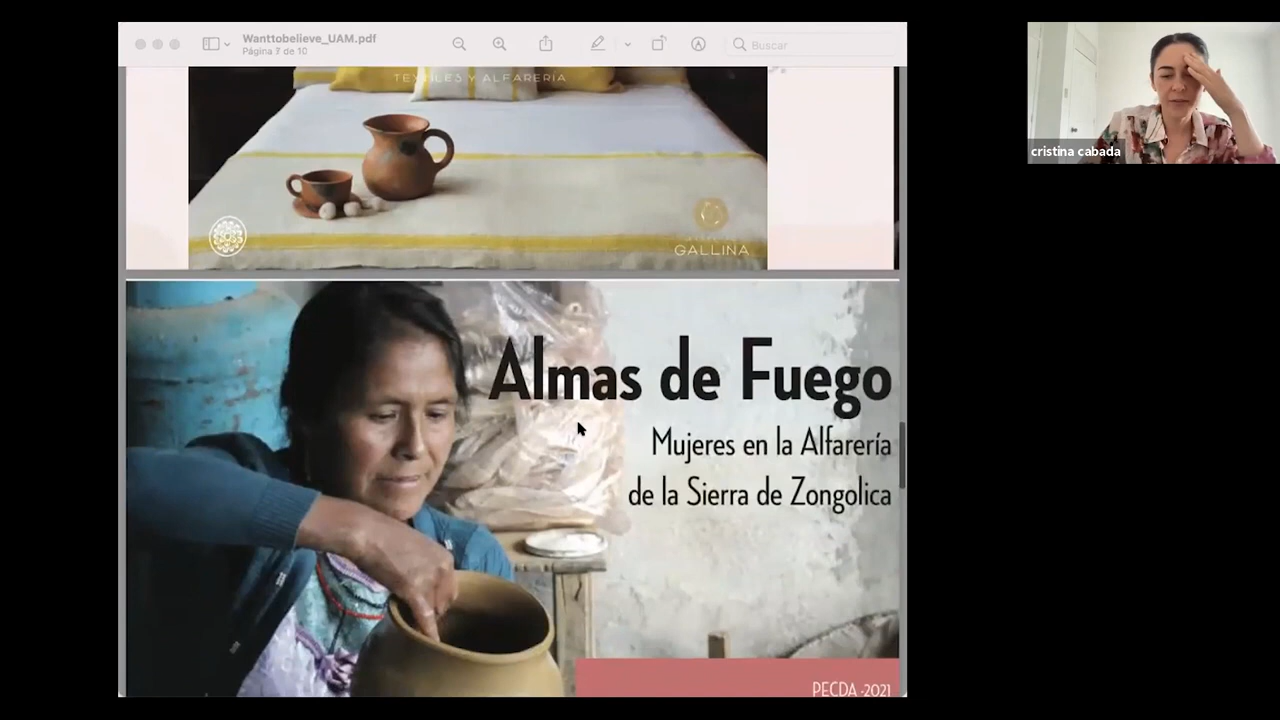 Wanttobelieve_UAM.pdf
Página 7 de 10
Buscar
TEXTILES Y ALFARERÍA
GALLINA
cristina cabada
Almas de Fuego
Mujeres en la Alfarería
de la Sierra de Zongolica
PECDA -2021